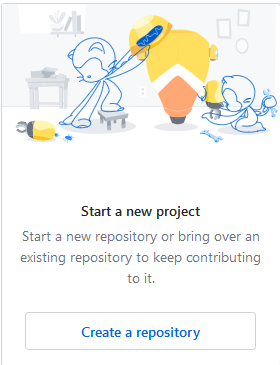 Start a new project
Start a new repository or bring over an
existing repository to keep contributing
to it.
Create a repository